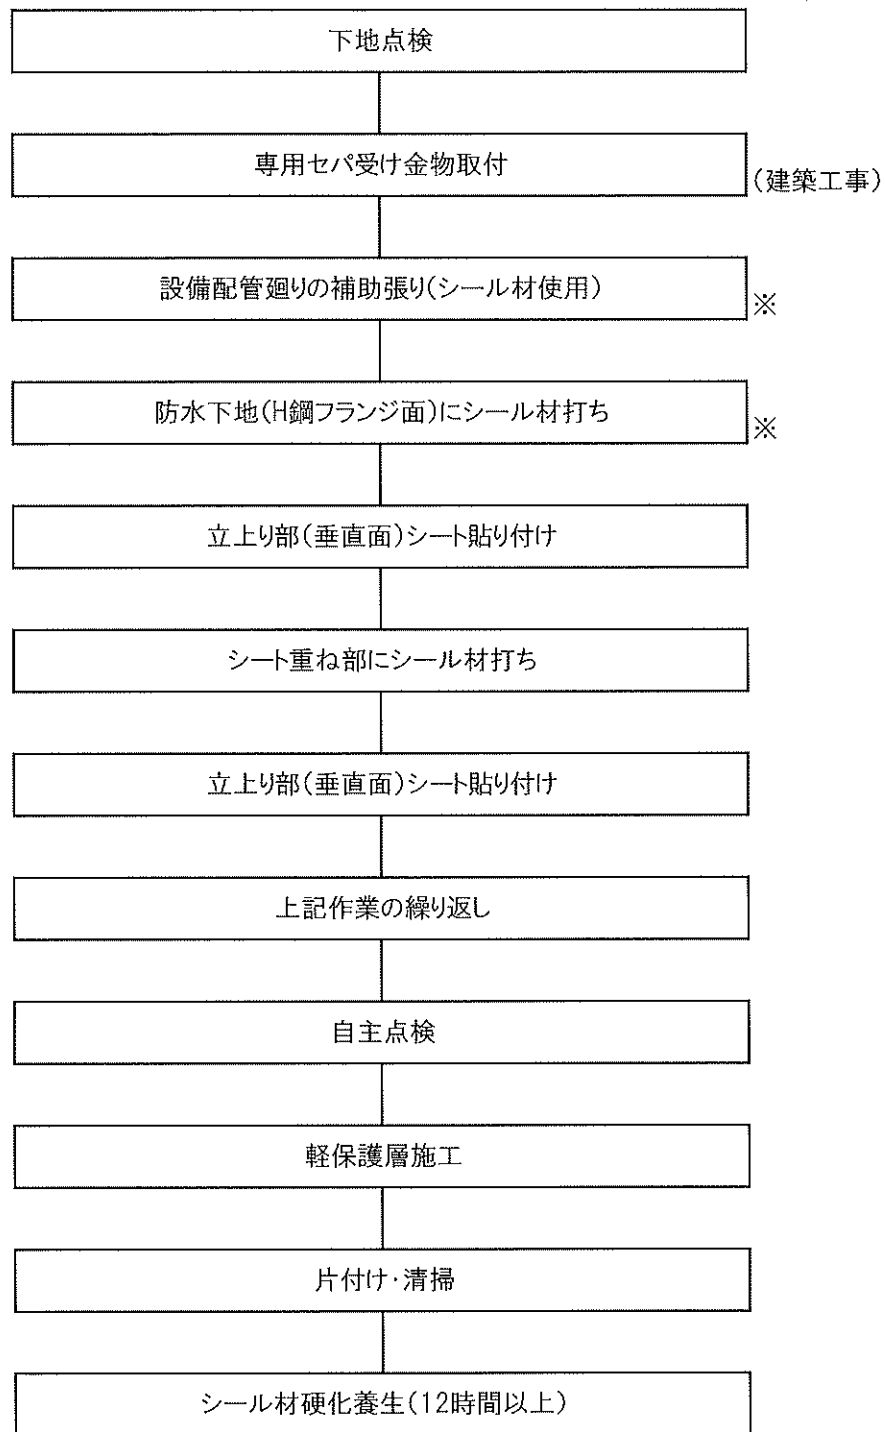 下地点検
専用セパ受け金物取付
(建築工事)
設備配管廻りの補助張り(シール材使用)
※
防水下地(H鋼フランジ面)にシール材打ち
※
立上り部(垂直面)シート貼り付け
シート重ね部にシール材打ち
立上り部(垂直面)シート貼り付け
上記作業の繰り返し
自主点検
軽保護層施工
片付け・清掃
シール材硬化養生(12時間以上)